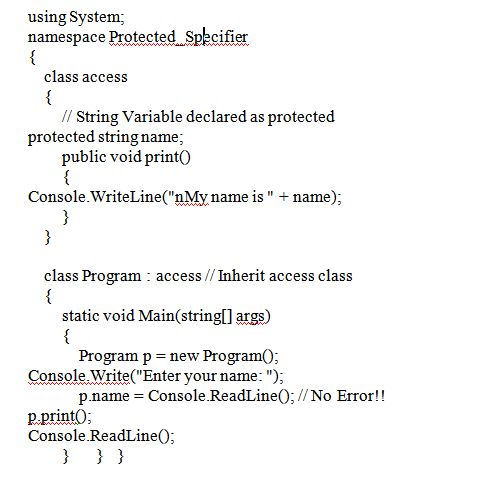 using System;
namespace Protected_Specifier
{
class access
{
// String Variable declared as protected
protected string name;
public void print()
{
Console.WriteLine("nMy name is " + name);
}
}
class Program : access // Inherit access class
{
static void Main(string[] args)
{
Program p = new Program();
Console.Write("Enter your name: ");
p.name = Console.ReadLine(); // No Error!!
p.print();
Console.ReadLine();
} } }